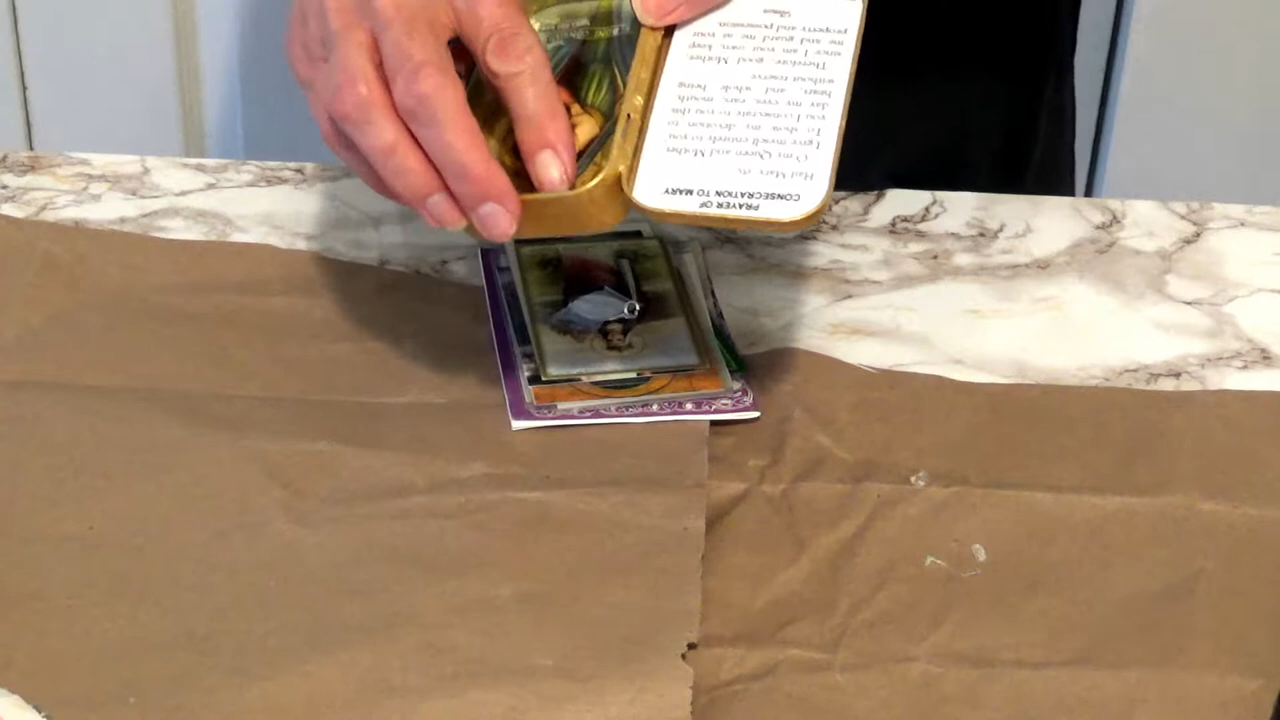 PRAYER OF
CONSECRATION TO MARY
Hail Mary, etc.
O my Queen and Mother
I give myself entirely to you
To show my devotion to
you I consecrate to you this
day my eyes, ears, mouth,
heart, and whole being
without reserve
Therefore, good Mother,
since I am your own, keep
me and guard me as your
property and possession.